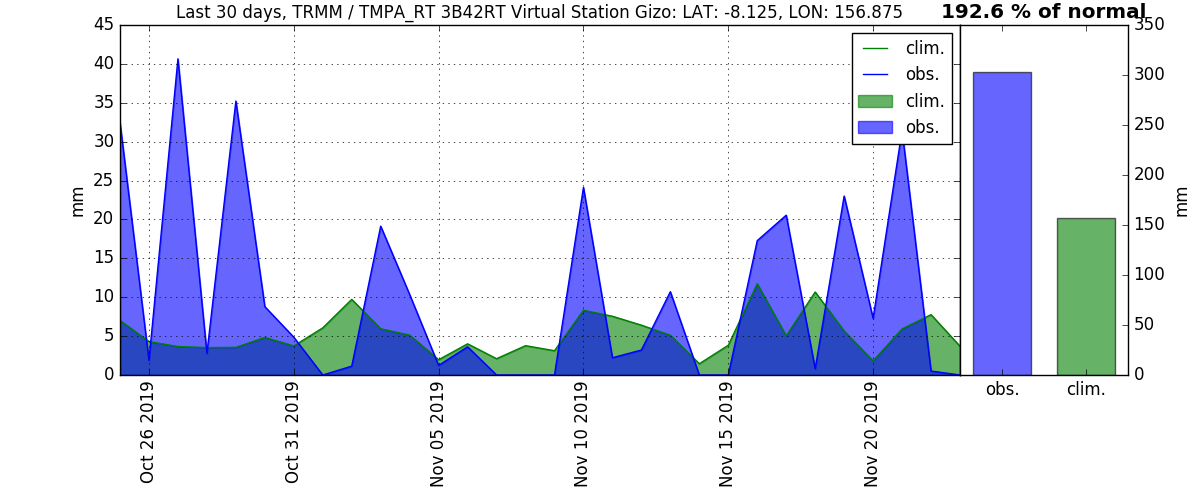 Last 30 days, TRMM / TMPA_RT 3B42RT Virtual Station Gizo: LAT: -8.125, LON: 156.875
192.6 % of normal
45
40
35
30
25
20
15
10
5
0
mm
clim.
obs.
clim.
obs.
350
300
250
200
150
100
50
0
mm
obs.
clim.
Oct 26 2019
Oct 31 2019
Nov 05 2019
Nov 10 2019
Nov 15 2019
Nov 20 2019